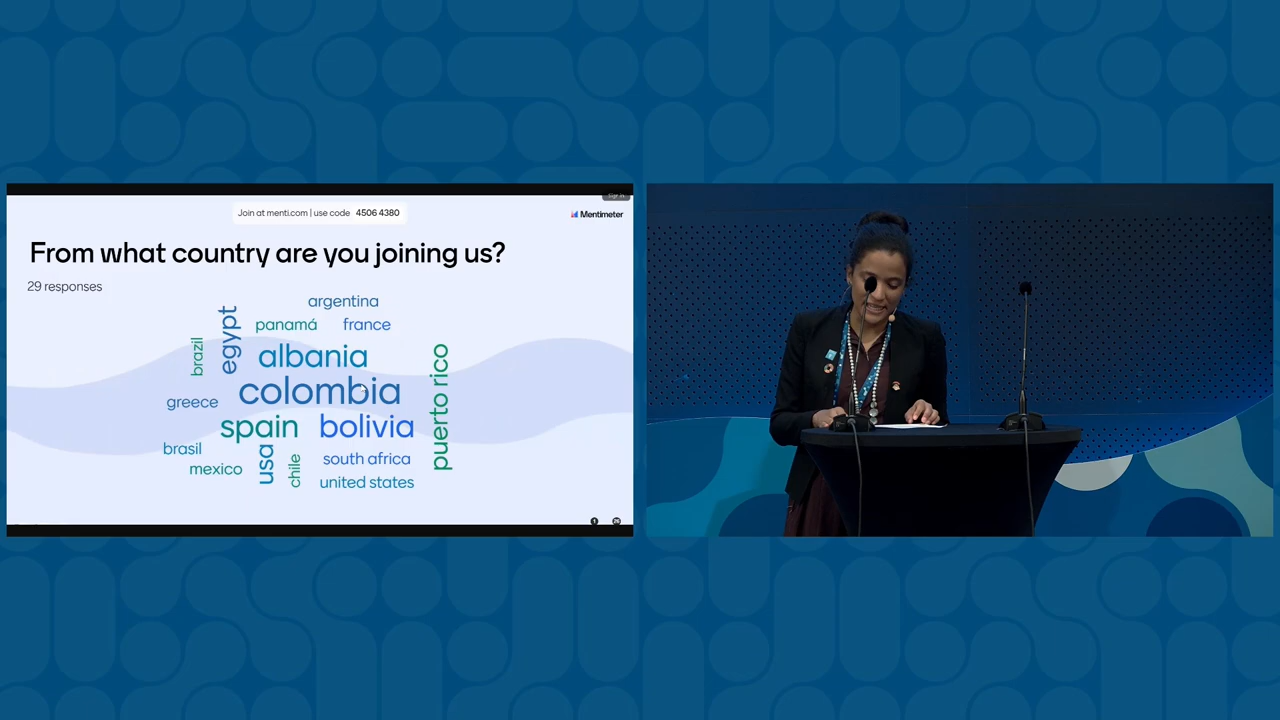 Sign in
Join at menti.com | use code 4506 4380
Mentimeter
From what country are you joining us?
29 responses
argentina
panamá
france
egypt
brazil
albania
colombia
puerto rico
greece
spain
bolivia
brasil
usa
chile
south africa
mexico
united states